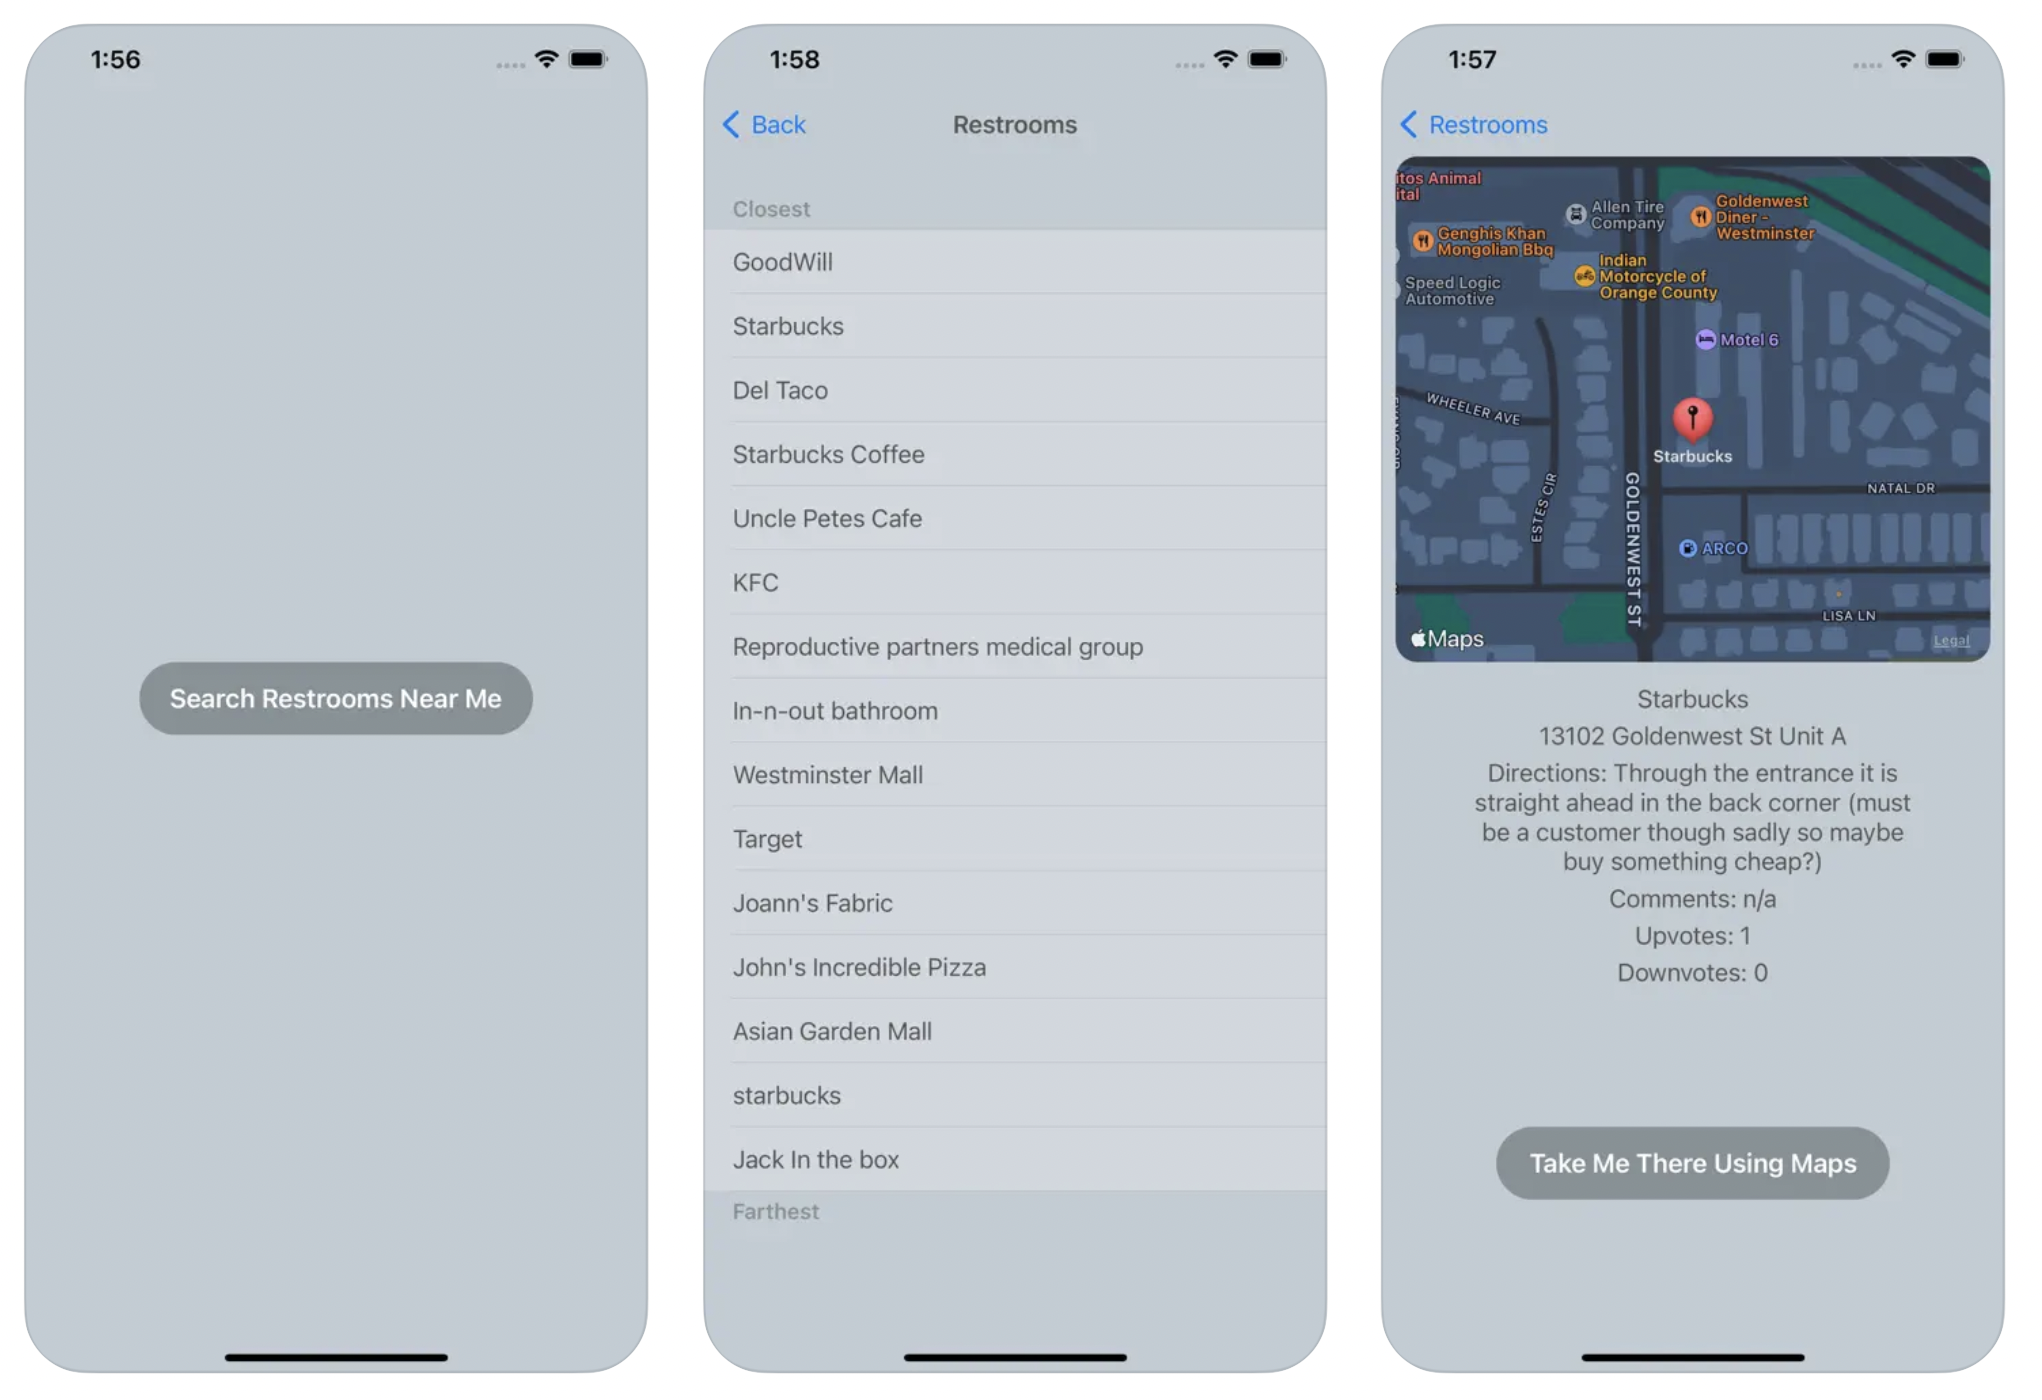 1:56
Search Restrooms Near Me
1:58
Back
Restrooms
Closest
GoodWill
Starbucks
Del Taco
Starbucks Coffee
Uncle Petes Cafe
KFC
Reproductive partners medical group
In-n-out bathroom
Westminster Mall
Target
Joann's Fabric
John's Incredible Pizza
Asian Garden Mall
starbucks
Jack In the box
Farthest
1:57
Restrooms
itos Animal
ital
Allen Tire
Company
Goldenwest
Diner -
Westminster
Genghis Khan
Mongolian Bbq
Indian
Motorcycle of
Orange County
Speed Logic
Automotive
Motel 6
WHEELER AVE
Starbucks
ESTES CIR
GOLDENWEST ST
NATAL DR
ARCO
LISA LN
Maps
Legal
Starbucks
13102 Goldenwest St Unit A
Directions: Through the entrance it is
straight ahead in the back corner (must
be a customer though sadly so maybe
buy something cheap?)
Comments: n/a
Upvotes: 1
Downvotes: 0
Take Me There Using Maps